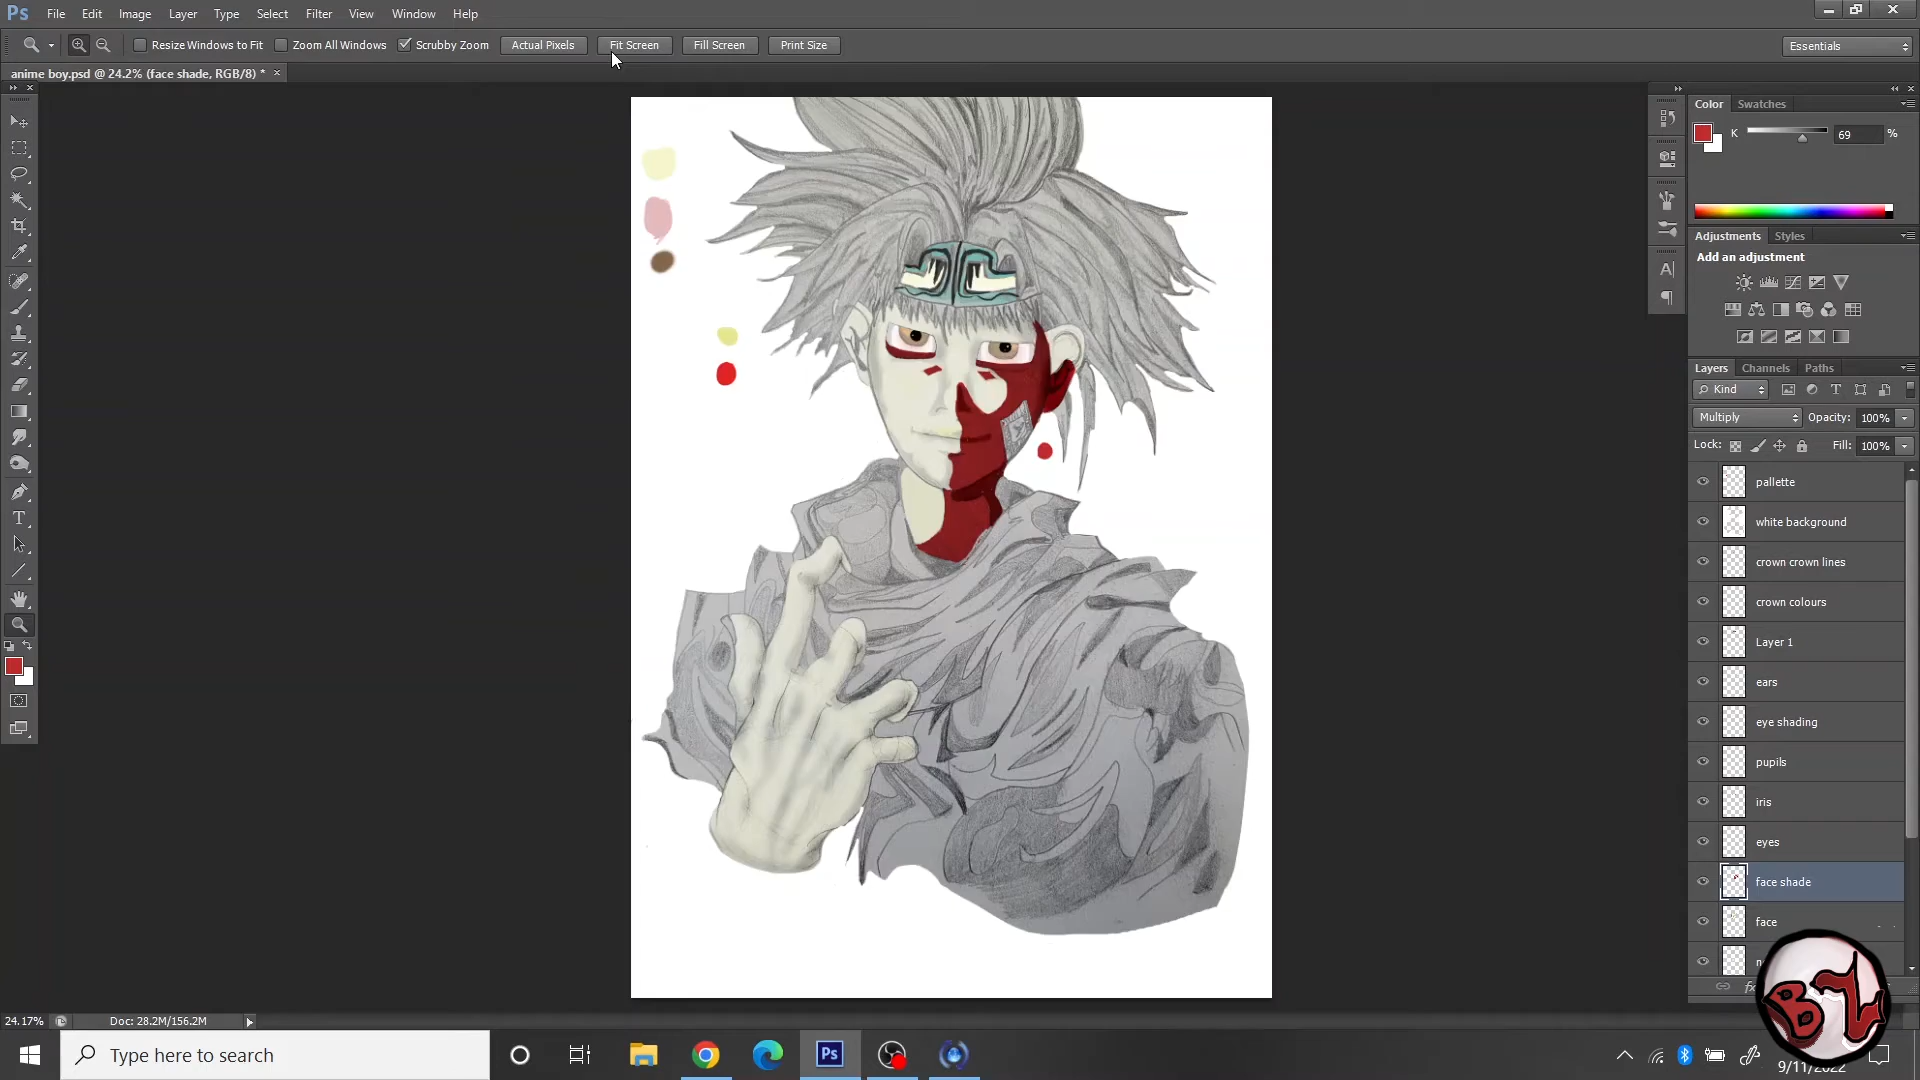 Ps File Edit Image Layer Type Select Filter View Window Help
Resize Windows to Fit Zoom All Windows Scrubby Zoom Actual Pixels Fit Screen Fill Screen Print Size Essentials
anime boy.psd @ 24.2% (face shade, RGB/8) * ×
Color Swatches
K 69 %
Adjustments Styles
Add an adjustment
Layers Channels Paths
Kind T
Multiply Opacity: 100%
Lock: Fill: 100%
pallette
white background
crown crown lines
crown colours
Layer 1
ears
eye shading
pupils
iris
eyes
face shade
face
24.17% Doc: 28.2M/156.2M
Type here to search
Ps
9/11/2022